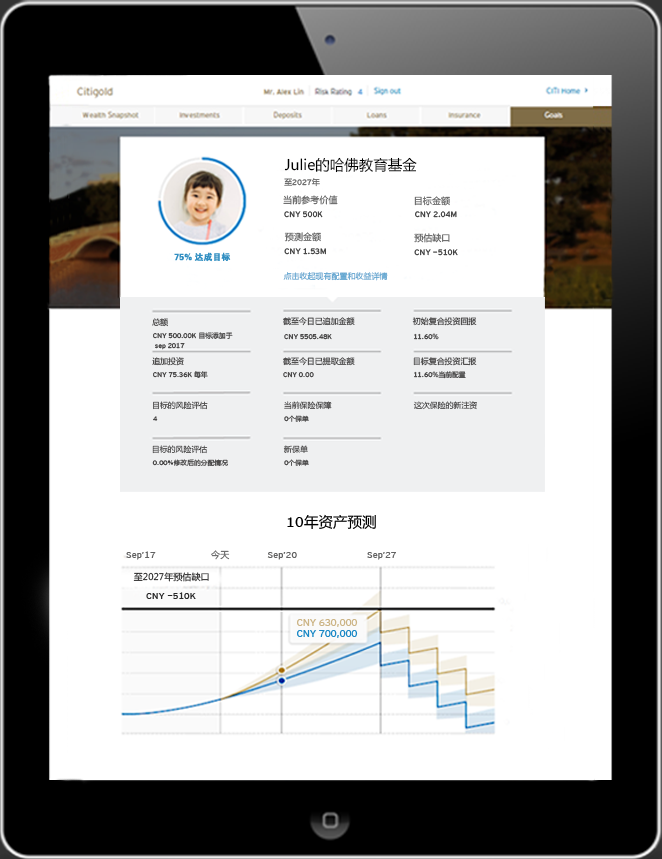 Citigold
Mr. Alex Lin
Risk Rating 4
Sign out
CiTi Home
Wealth Snapshot
Investments
Deposits
Loans
Insurance
Goals
Julie的哈佛教育基金
至2027年
当前参考价值
目标金额
CNY 500K
CNY 2.04M
预测金额
预估缺口
CNY 1.53M
CNY -510K
75% 达成目标
点击收起现有配置和收益详情
总额
截至今日已追加金额
初始复合投资回报
CNY 500.00K 目标添加于
sep 2017
CNY 5505.48K
11.60%
追加投资
截至今日已提取金额
目标复合投资汇报
CNY 75.36K 每年
CNY 0.00
11.60%当前配置
目标的风险评估
当前保险保障
这次保险的新注资
4
0个保单
目标的风险评估
新保单
0.00%修改后的分配情况
0个保单
10年资产预测
Sep'17
今天
Sep'20
Sep'27
至2027年预估缺口
CNY -510K
CNY 630,000
CNY 700,000